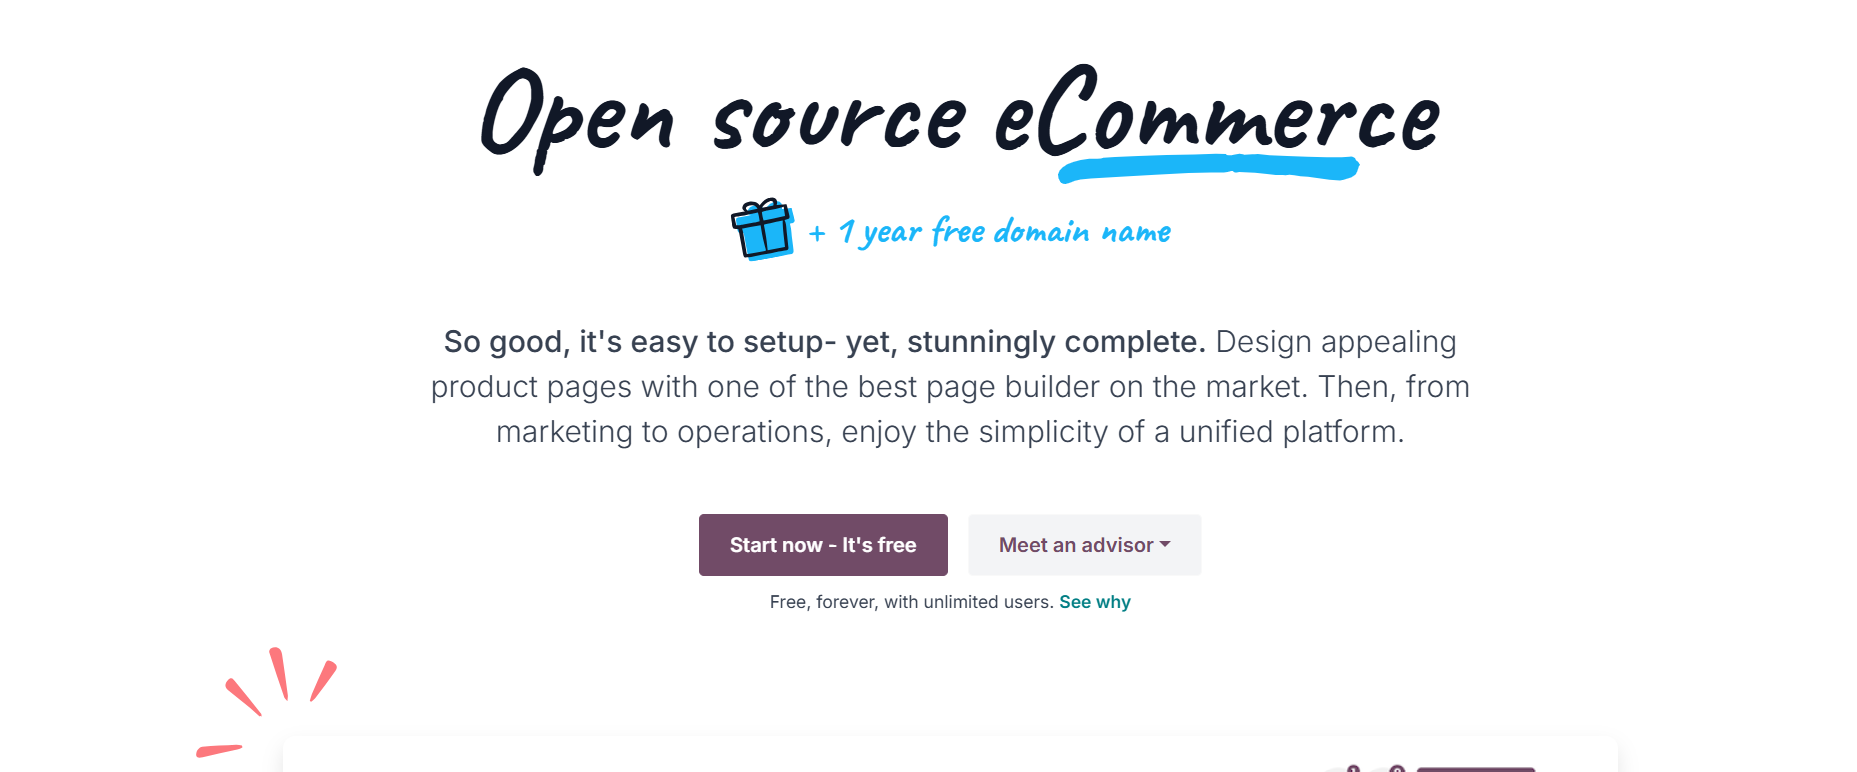 Open source eCommerce
+ 1 year free domain name
So good, it's easy to setup- yet, stunningly complete. Design appealing
product pages with one of the best page builder on the market. Then, from
marketing to operations, enjoy the simplicity of a unified platform.
Start now - It's free
Meet an advisor
Free, forever, with unlimited users. See why